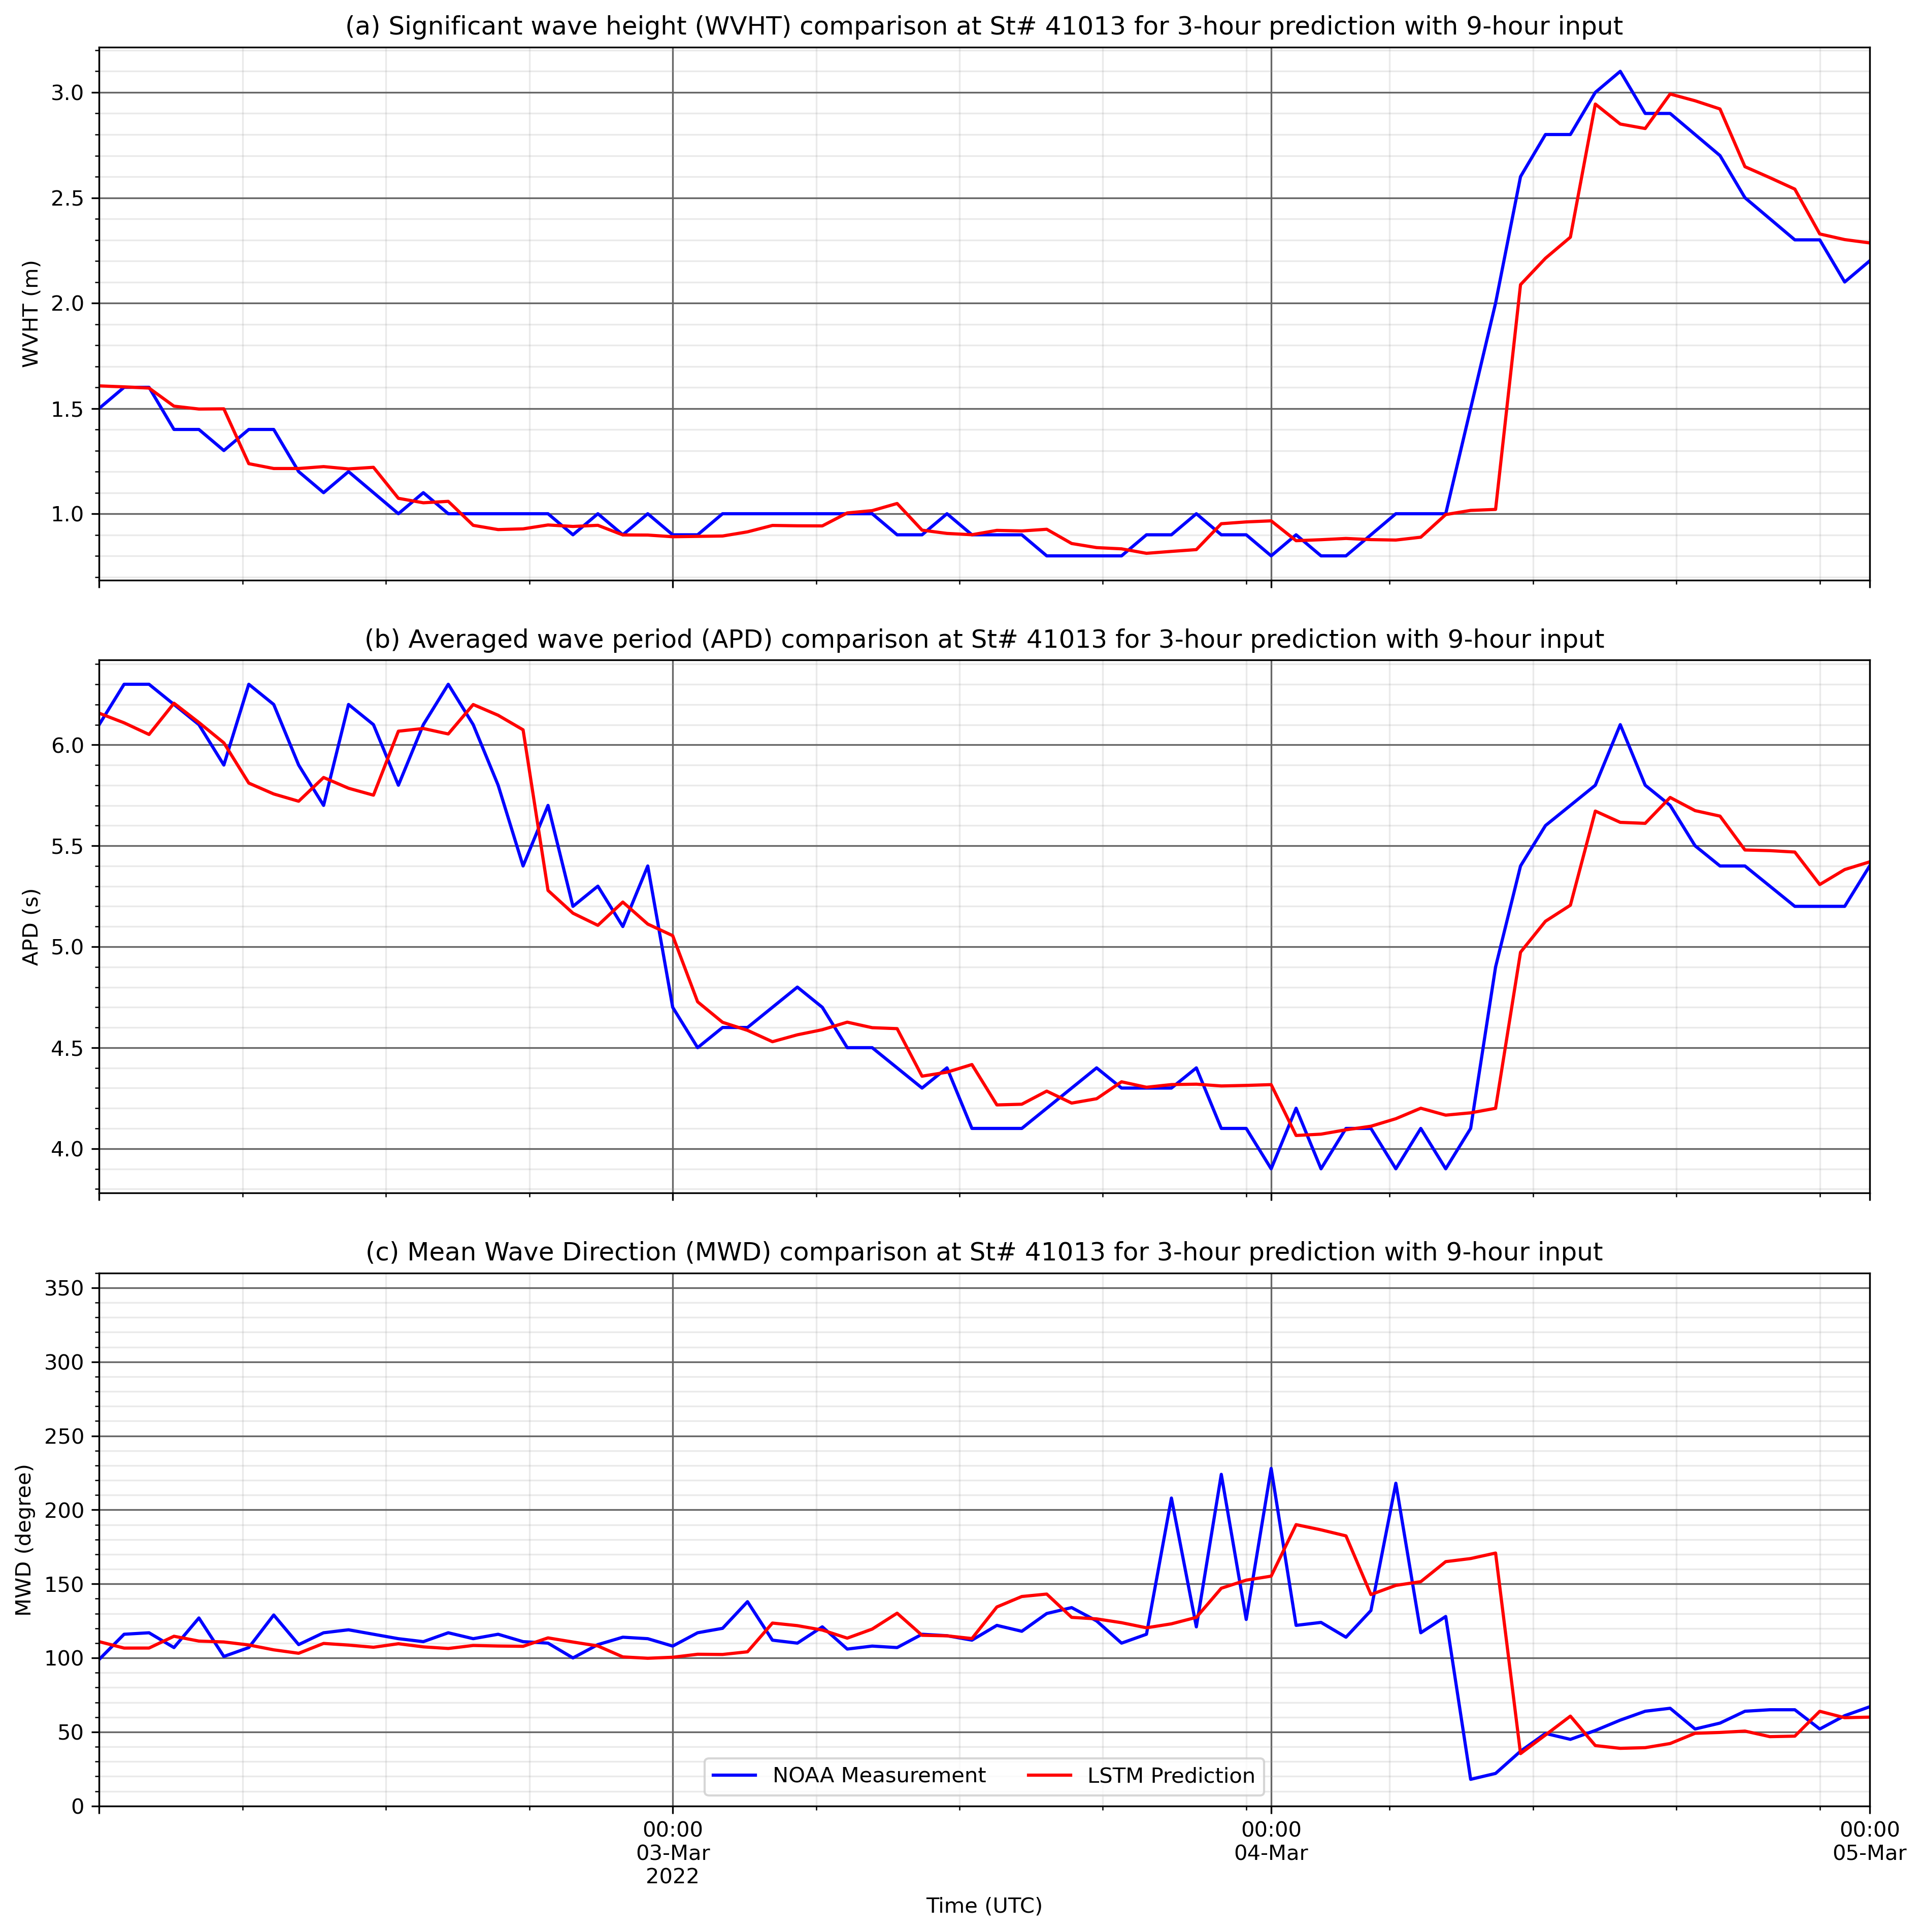 (a) Significant wave height (WVHT) comparison at St# 41013 for 3-hour prediction with 9-hour input
WVHT (m)
3.0
2.5
2.0
1.5
1.0
(b) Averaged wave period (APD) comparison at St# 41013 for 3-hour prediction with 9-hour input
APD (s)
6.0
5.5
5.0
4.5
4.0
(c) Mean Wave Direction (MWD) comparison at St# 41013 for 3-hour prediction with 9-hour input
MWD (degree)
350
300
250
200
150
100
50
0
NOAA Measurement
LSTM Prediction
00:00
03-Mar
2022
00:00
04-Mar
00:00
05-Mar
Time (UTC)